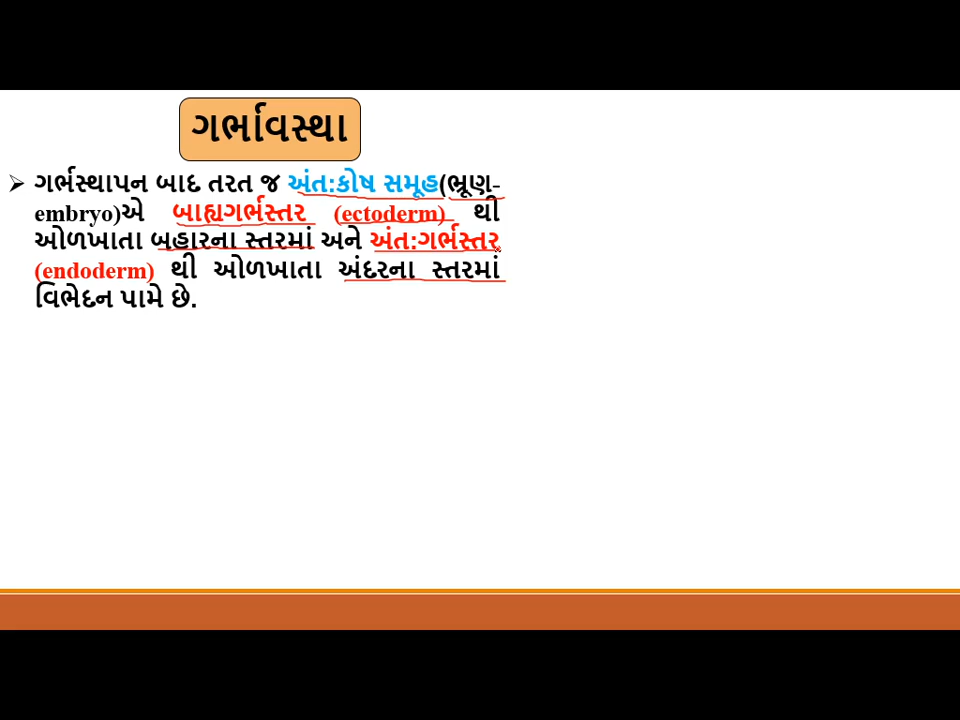 ગર્ભાવસ્થા
ગર્ભસ્થાપન બાદ તરત જ અંત:કોષ સમૂહ(ભ્રૂણ-
embryo)એ બાહ્યગર્ભસ્તર (ectoderm) થી
ઓળખાતા બહારના સ્તરમાં અને અંત:ગર્ભસ્તર
(endoderm) થી ઓળખાતા અંદરના સ્તરમાં
વિભેદન પામે છે.